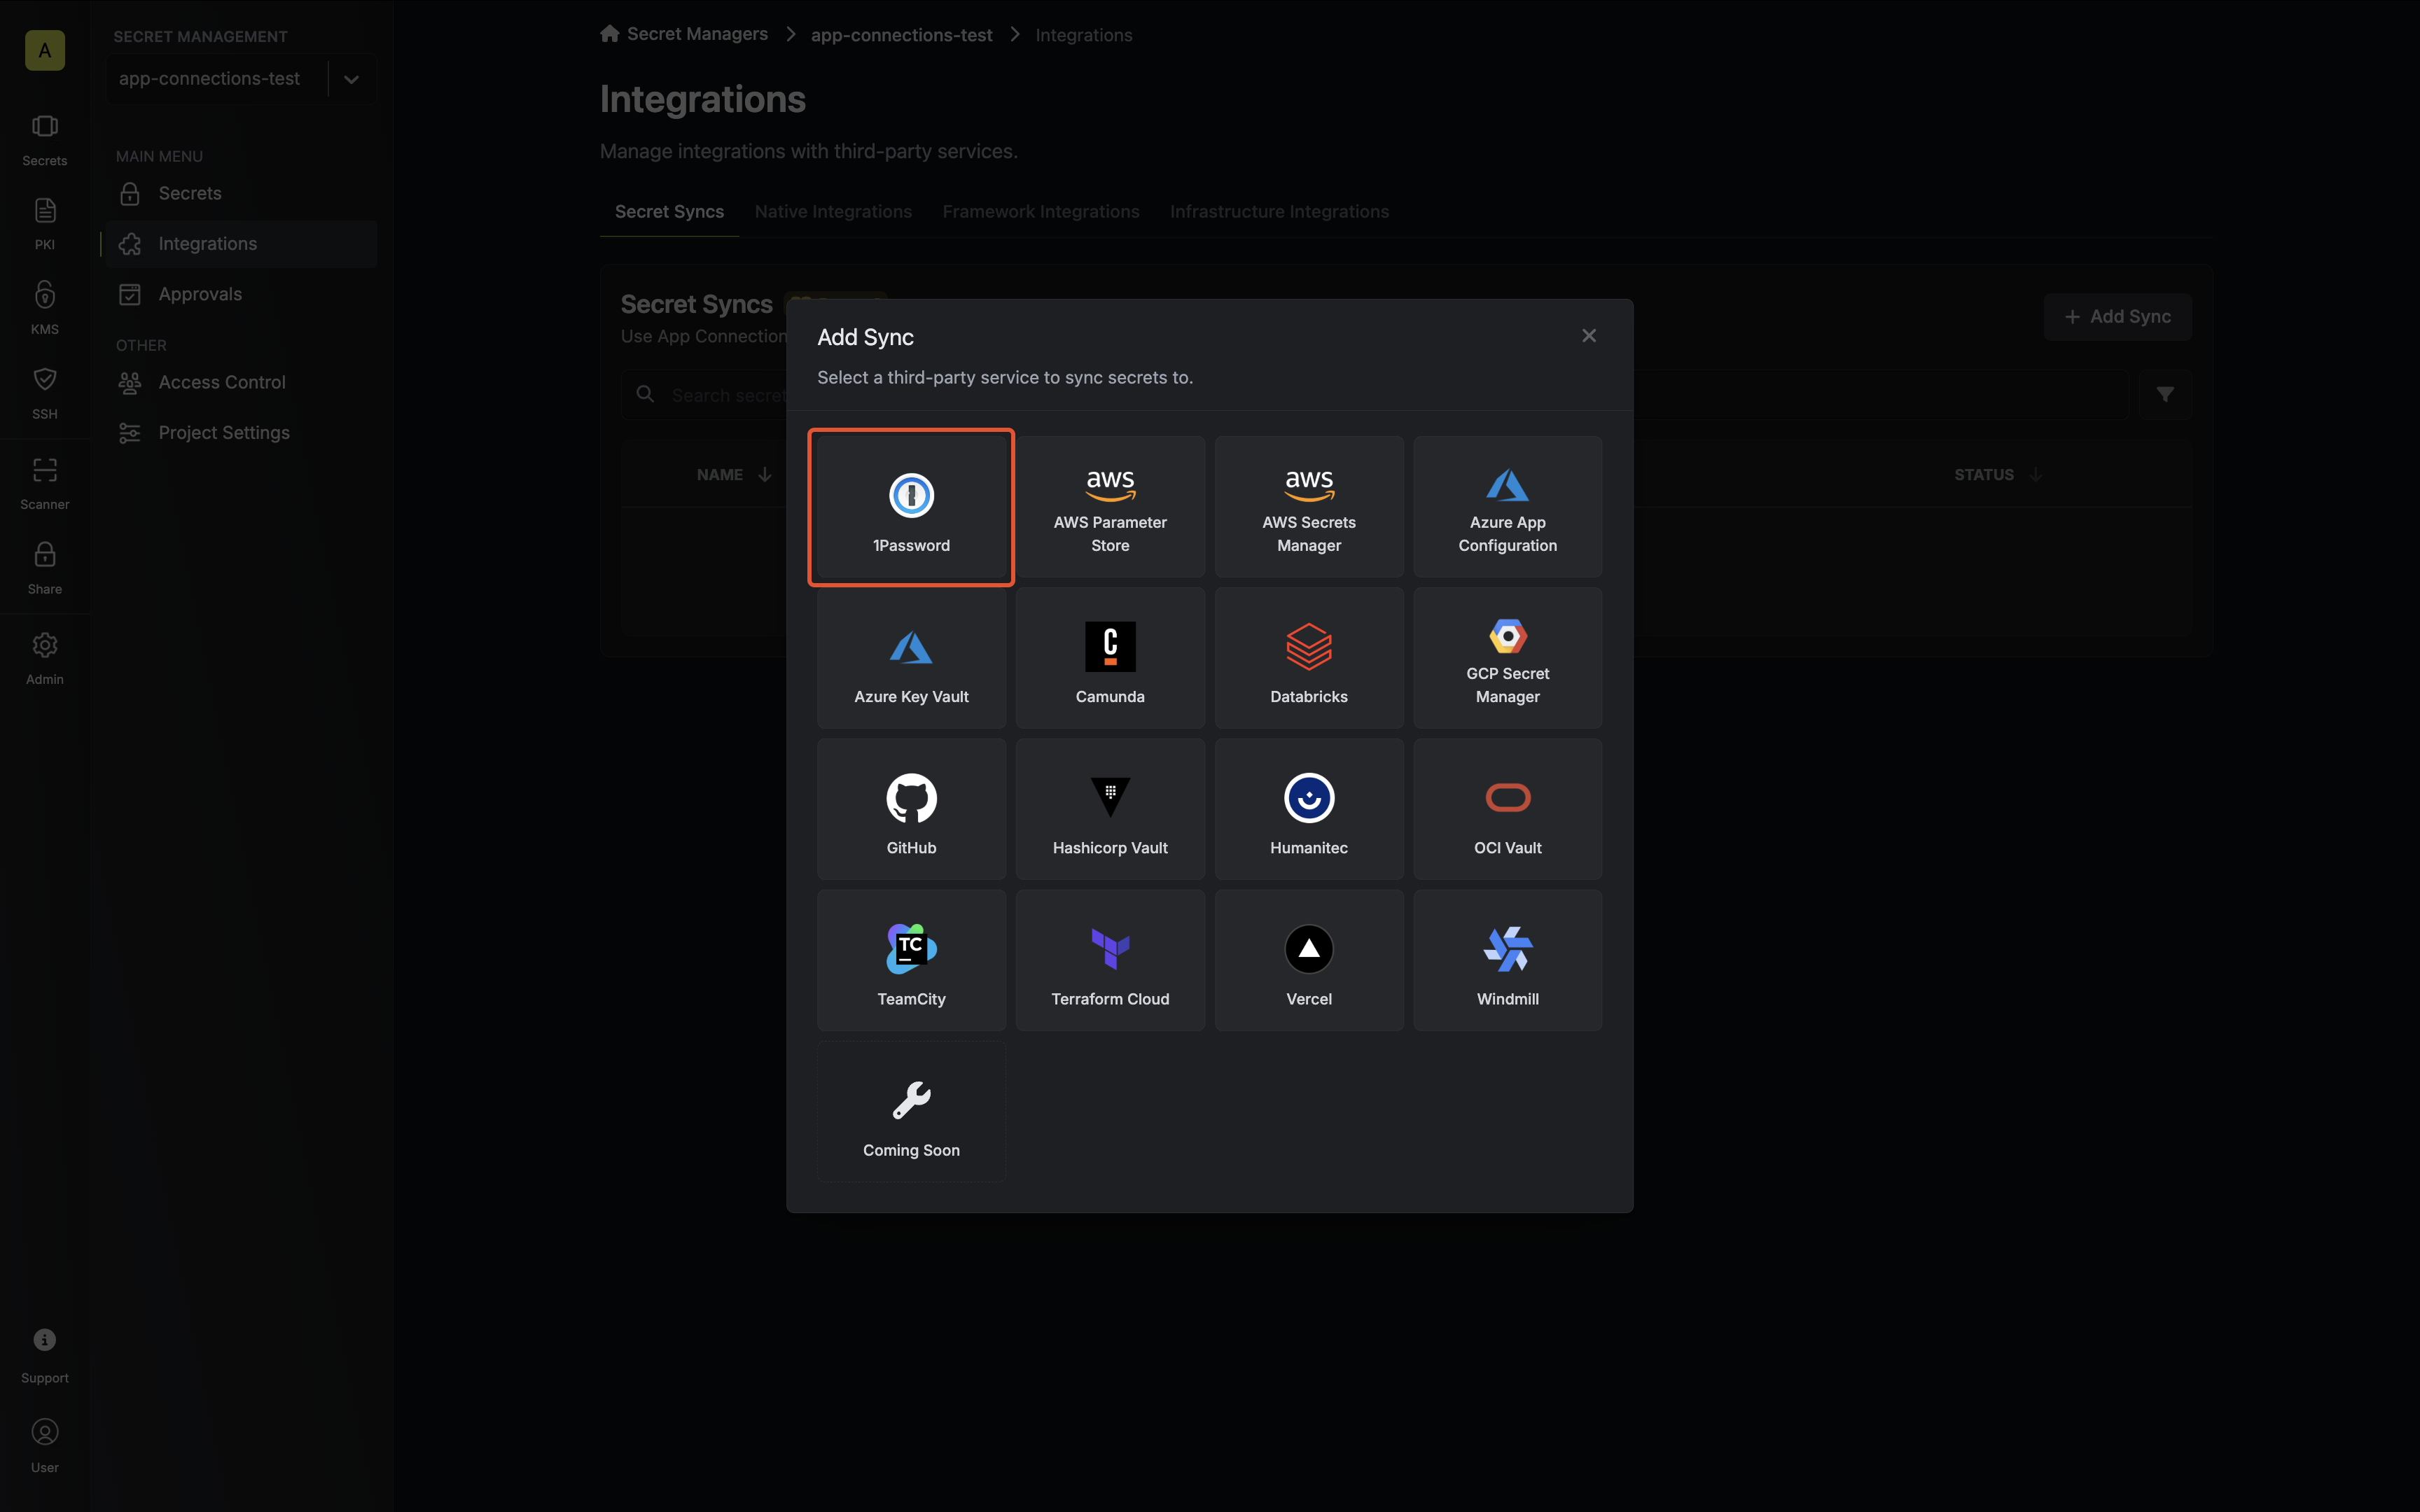 A
SECRET MANAGEMENT
app-connections-test
Secrets
PKI
KMS
SSH
Scanner
Share
Admin
Support
User
MAIN MENU
Secrets
Integrations
Approvals
OTHER
Access Control
Project Settings
Secret Managers
app-connections-test
Integrations
Integrations
Manage integrations with third-party services.
Secret Syncs
Native Integrations
Framework Integrations
Infrastructure Integrations
Secret Syncs
Use App Connection
Add Sync
Search secret
NAME
STATUS
Add Sync
Select a third-party service to sync secrets to.
1Password
aws
AWS Parameter
Store
aws
AWS Secrets
Manager
Azure App
Configuration
Azure Key Vault
C
Camunda
Databricks
GCP Secret
Manager
GitHub
Hashicorp Vault
Humanitec
OCI Vault
TC
TeamCity
Terraform Cloud
Vercel
Windmill
Coming Soon